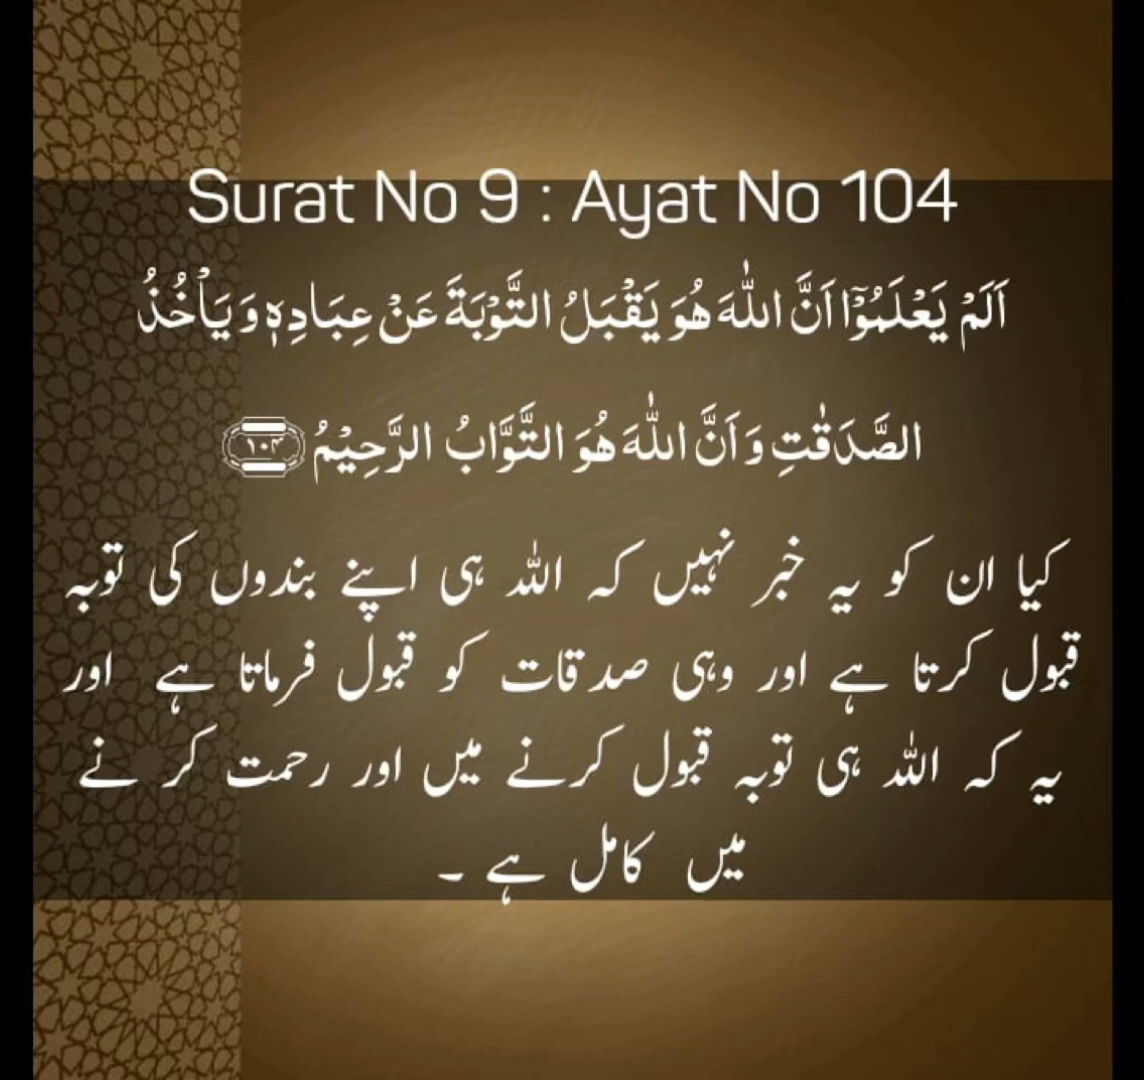 Surat No 9 : Ayat No 104
اَلَمْ یَعْلَمُوْۤا اَنَّ اللّٰهَ هُوَ یَقْبَلُ التَّوْبَةَ عَنْ عِبَادِهٖ وَ یَاْخُذُ
الصَّدَقٰتِ وَ اَنَّ اللّٰهَ هُوَ التَّوَّابُ الرَّحِیْمُ ﴿۱۰۴﴾
کیا ان کو یہ خبر نہیں کہ اللہ ہی اپنے بندوں کی توبہ
قبول کرتا ہے اور وہی صدقات کو قبول فرماتا ہے اور
یہ کہ اللہ ہی توبہ قبول کرنے میں اور رحمت کر نے
میں کامل ہے ۔